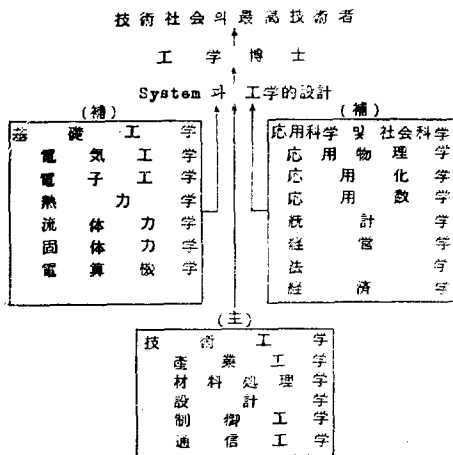 技術社会의最高技術者
工学博士
System 과 工学的設計
(補)
基礎工学
電気工学
電子工学
熱力学
流体力学
固体力学
電算機学
(補)
応用科学 및 社会科学
応用物理学
応用化学
応用数学
統計学
経営学
法学
経済学
(主)
技術工学
産業工学
材料処理学
設計学
制御工学
通信工学